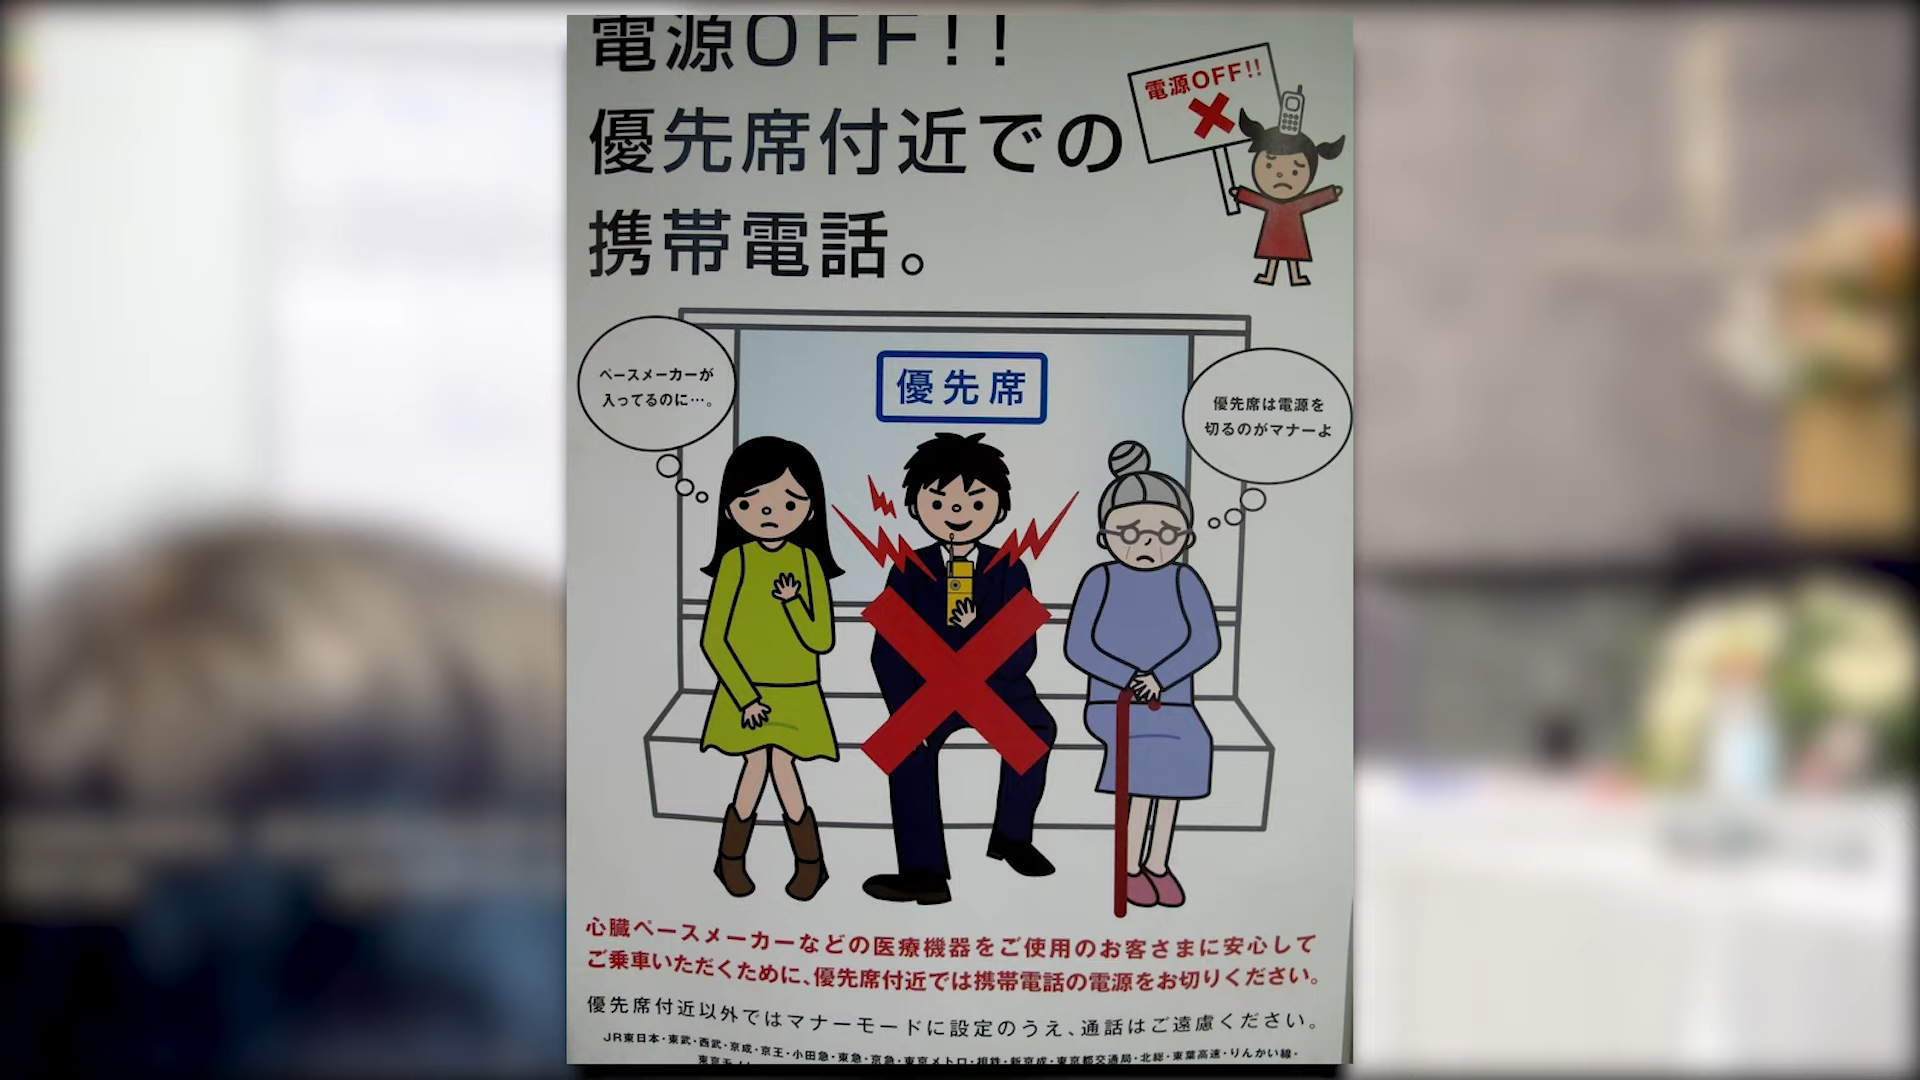 電源OFF!!
優先席付近での
携帯電話。
電源OFF!!
ペースメーカーが
入ってるのに…。
優先席
優先席は電源を
切るのがマナーよ
心臓ペースメーカーなどの医療機器をご使用のお客さまに安心して
ご乗車いただくために、優先席付近では携帯電話の電源をお切りください。
優先席付近以外ではマナーモードに設定のうえ、通話はご遠慮ください。
JR東日本・東武・西武・京成・京王・小田急・東急・京急・東京メトロ・相鉄・新京成・東京都交通局・北総・東葉高速・りんかい線・